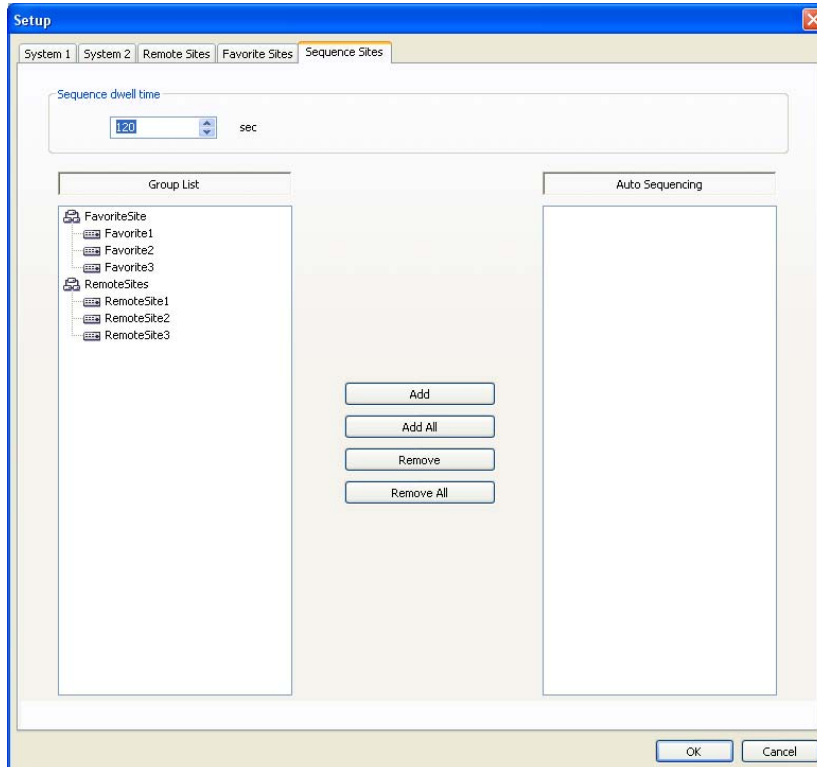 Setup
System 1 System 2 Remote Sites Favorite Sites Sequence Sites
Sequence dwell time
120 sec
Group List
Auto Sequencing
FavoriteSite
Favorite1
Favorite2
Favorite3
RemoteSites
RemoteSite1
RemoteSite2
RemoteSite3
Add
Add All
Remove
Remove All
OK Cancel